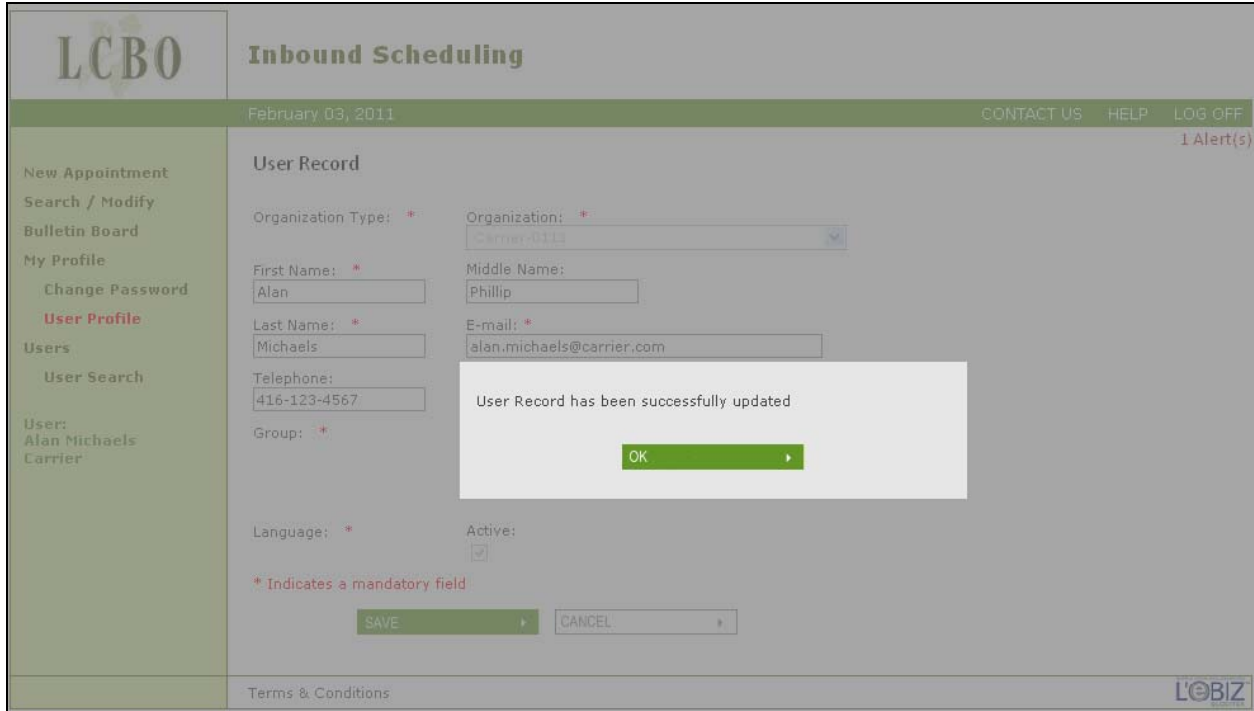 LCBO
Inbound Scheduling
February 03, 2011 CONTACT US HELP LOG OFF
1 Alert(s)
New Appointment
Search / Modify
Bulletin Board
My Profile
Change Password
User Profile
Users
User Search
User:
Alan Michaels
Carrier
User Record
Organization Type: * Organization: *
Carrier-0113
First Name: * Middle Name:
Alan Phillip
Last Name: * E-mail: *
Michaels alan.michaels@carrier.com
Telephone:
416-123-4567
Group: *
User Record has been successfully updated
OK
Language: * Active:
* Indicates a mandatory field
SAVE CANCEL
Terms & Conditions
L'eBIZ